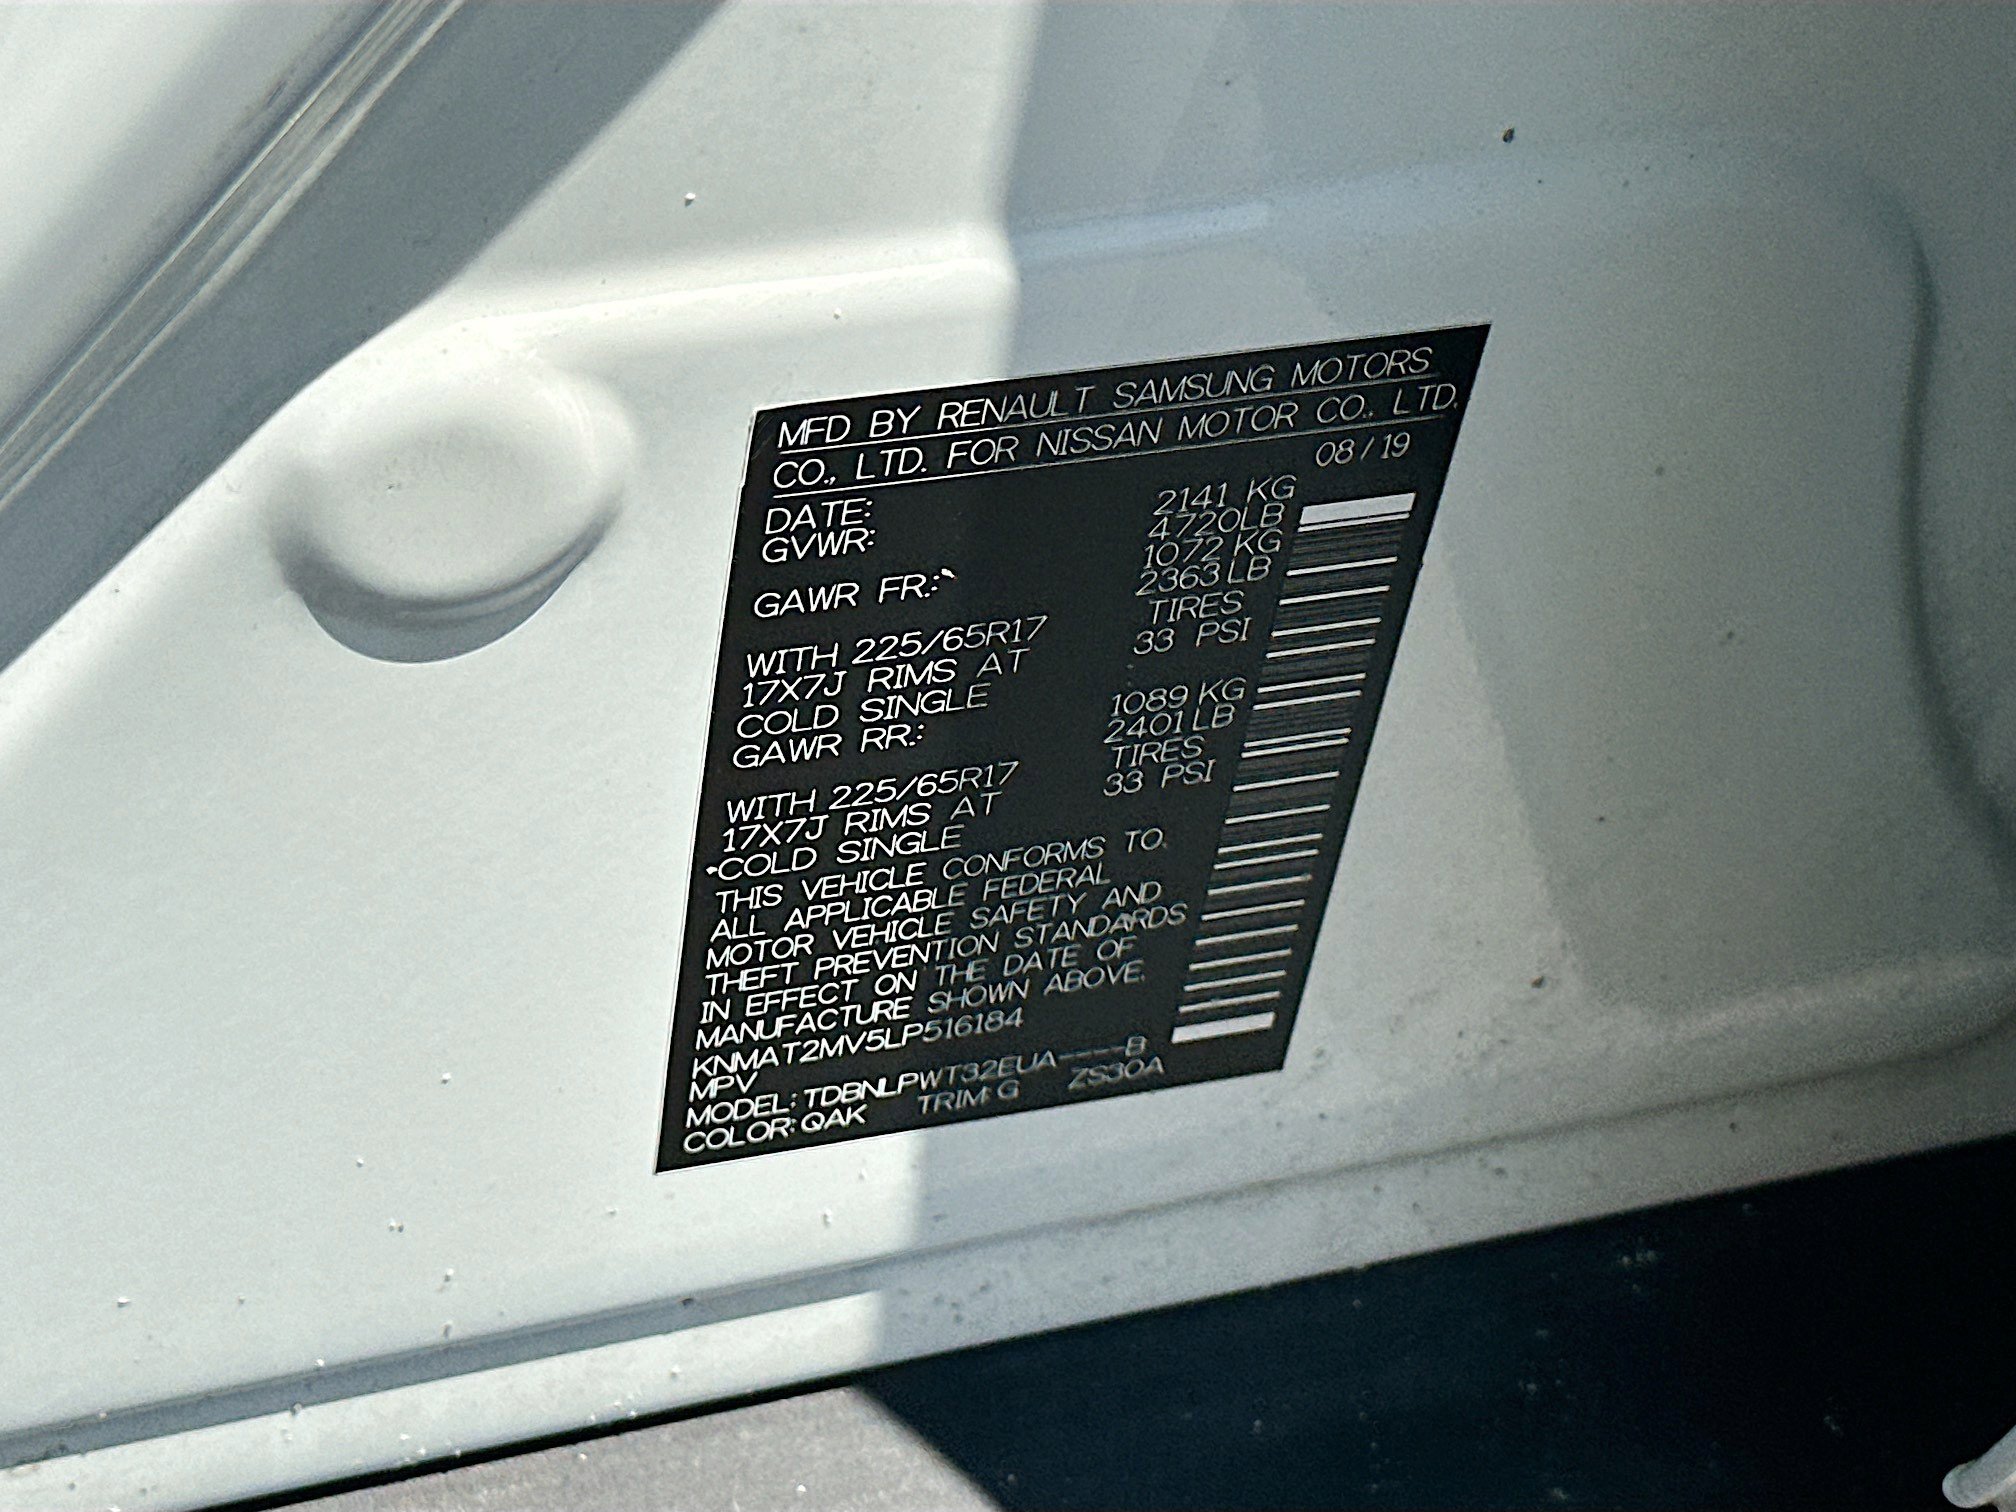 MFD BY RENAULT SAMSUNG MOTORS
CO., LTD. FOR NISSAN MOTOR CO., LTD.
DATE: 08/19
GVWR: 2141 KG
4720LB
GAWR FR.: 1072 KG
2363LB
WITH 225/65R17 TIRES
17X7J RIMS AT 33 PSI
COLD SINGLE
GAWR RR.: 1089 KG
2401LB
WITH 225/65R17 TIRES
17X7J RIMS AT 33 PSI
COLD SINGLE
THIS VEHICLE CONFORMS TO
ALL APPLICABLE FEDERAL
MOTOR VEHICLE SAFETY AND
THEFT PREVENTION STANDARDS
IN EFFECT ON THE DATE OF
MANUFACTURE SHOWN ABOVE.
KNMAT2MV5LP516184
MPV
MODEL: TDBNLPWT32EUA----B
COLOR: QAK TRIM: G ZS30A